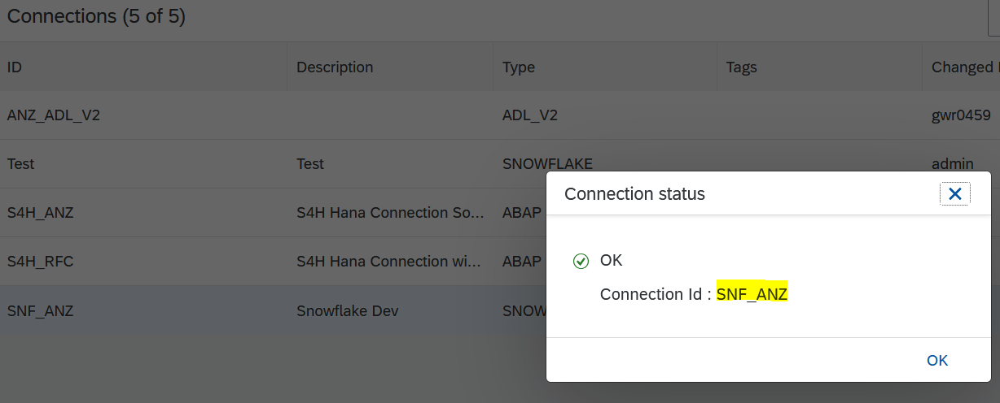 Connections (5 of 5)
ID Description Type Tags Changed
ANZ_ADL_V2 ADL_V2 gwr0459
Test Test SNOWFLAKE admin
S4H_ANZ S4H Hana Connection So... ABAP
S4H_RFC S4H Hana Connection wi... ABAP
SNF_ANZ Snowflake Dev SNOW
Connection status
OK
Connection Id : SNF_ANZ
OK